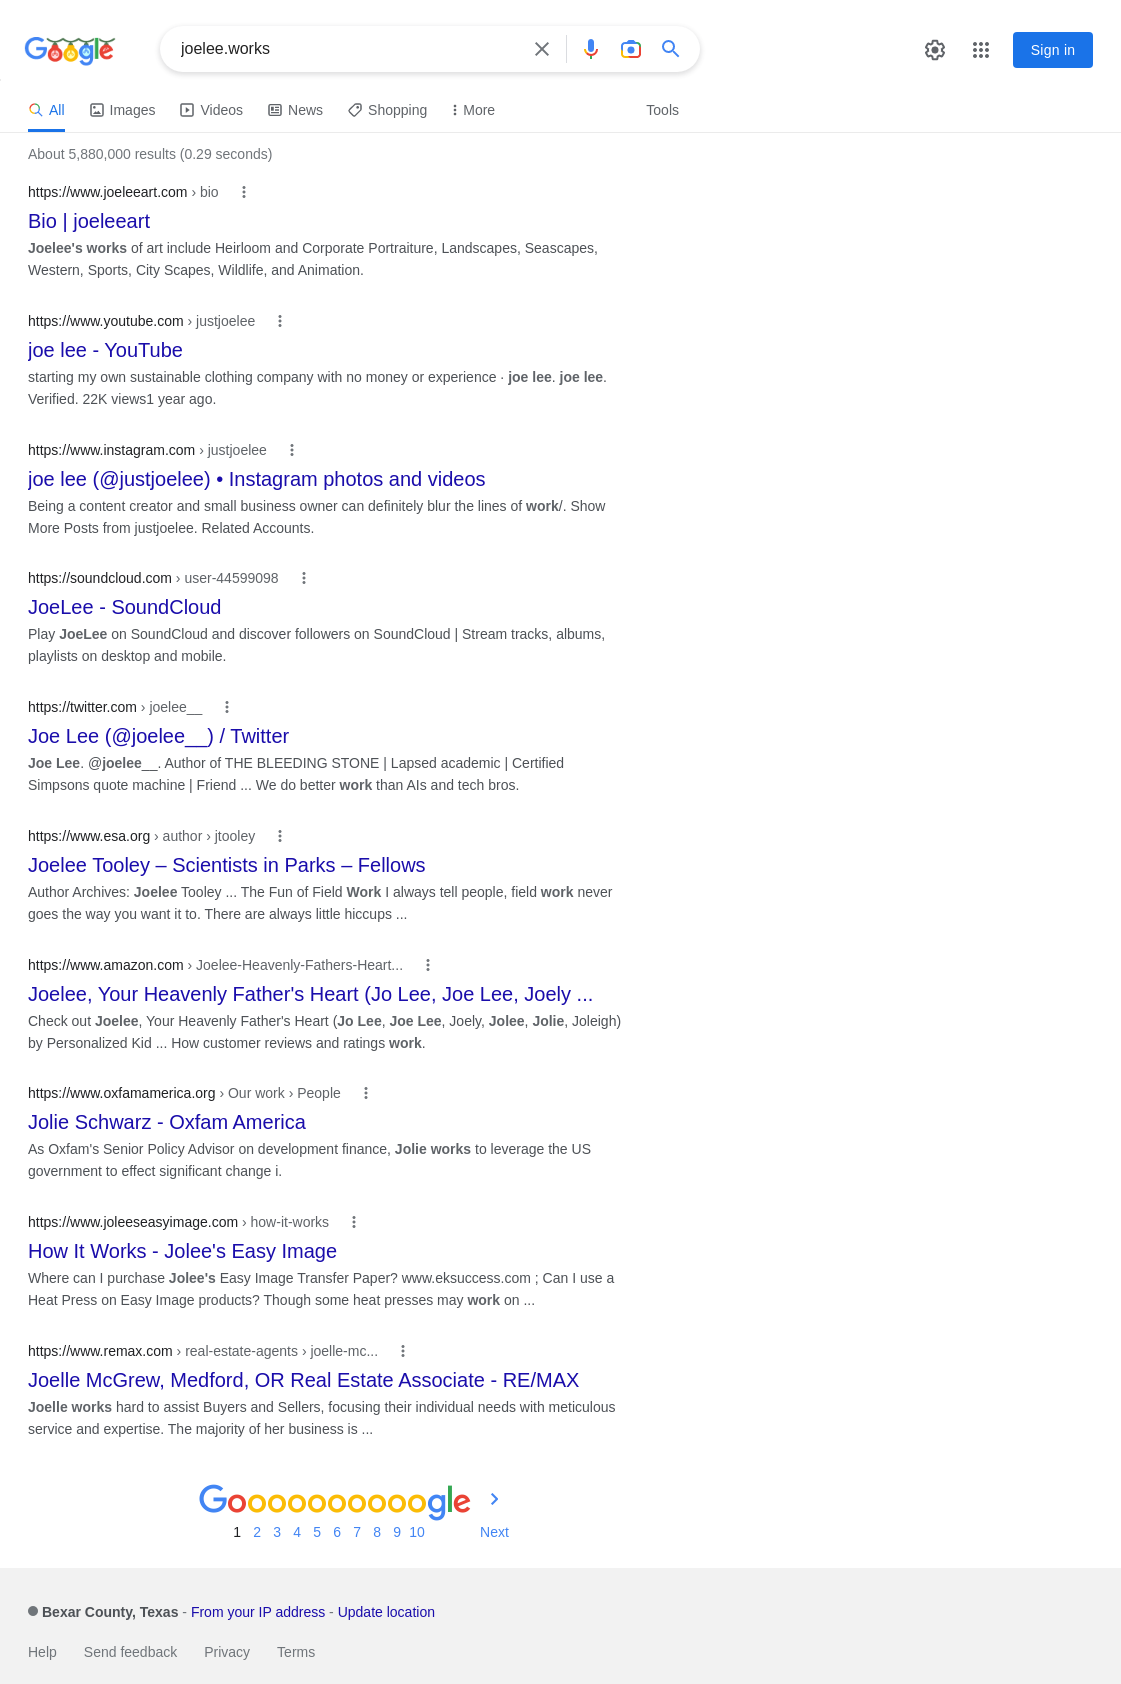 Google
joelee.works
Sign in
All Images Videos News Shopping More Tools
About 5,880,000 results (0.29 seconds)
https://www.joeleeart.com › bio
Bio | joeleeart
Joelee's works of art include Heirloom and Corporate Portraiture, Landscapes, Seascapes,
Western, Sports, City Scapes, Wildlife, and Animation.
https://www.youtube.com › justjoelee
joe lee - YouTube
starting my own sustainable clothing company with no money or experience · joe lee. joe lee.
Verified. 22K views1 year ago.
https://www.instagram.com › justjoelee
joe lee (@justjoelee) • Instagram photos and videos
Being a content creator and small business owner can definitely blur the lines of work/. Show
More Posts from justjoelee. Related Accounts.
https://soundcloud.com › user-44599098
JoeLee - SoundCloud
Play JoeLee on SoundCloud and discover followers on SoundCloud | Stream tracks, albums,
playlists on desktop and mobile.
https://twitter.com › joelee__
Joe Lee (@joelee__) / Twitter
Joe Lee. @joelee__. Author of THE BLEEDING STONE | Lapsed academic | Certified
Simpsons quote machine | Friend ... We do better work than AIs and tech bros.
https://www.esa.org › author › jtooley
Joelee Tooley – Scientists in Parks – Fellows
Author Archives: Joelee Tooley ... The Fun of Field Work I always tell people, field work never
goes the way you want it to. There are always little hiccups ...
https://www.amazon.com › Joelee-Heavenly-Fathers-Heart...
Joelee, Your Heavenly Father's Heart (Jo Lee, Joe Lee, Joely ...
Check out Joelee, Your Heavenly Father's Heart (Jo Lee, Joe Lee, Joely, Jolee, Jolie, Joleigh)
by Personalized Kid ... How customer reviews and ratings work.
https://www.oxfamamerica.org › Our work › People
Jolie Schwarz - Oxfam America
As Oxfam's Senior Policy Advisor on development finance, Jolie works to leverage the US
government to effect significant change i.
https://www.joleeseasyimage.com › how-it-works
How It Works - Jolee's Easy Image
Where can I purchase Jolee's Easy Image Transfer Paper? www.eksuccess.com ; Can I use a
Heat Press on Easy Image products? Though some heat presses may work on ...
https://www.remax.com › real-estate-agents › joelle-mc...
Joelle McGrew, Medford, OR Real Estate Associate - RE/MAX
Joelle works hard to assist Buyers and Sellers, focusing their individual needs with meticulous
service and expertise. The majority of her business is ...
Goooooooooogle
1 2 3 4 5 6 7 8 9 10 Next
Bexar County, Texas - From your IP address - Update location
Help Send feedback Privacy Terms